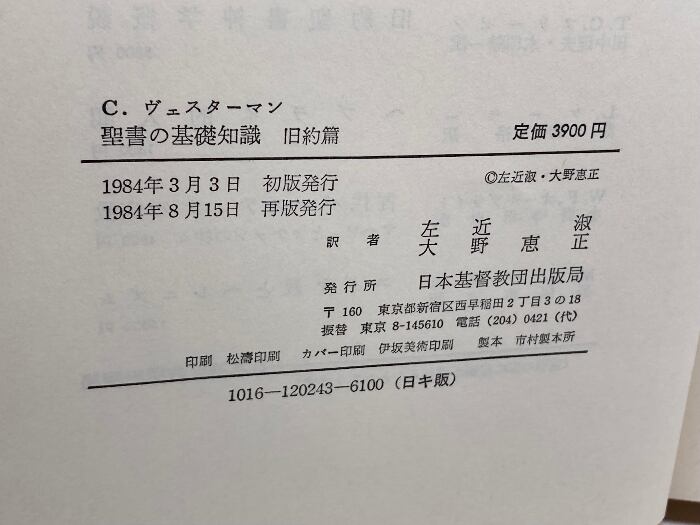 C. ヴェスターマン
聖書の基礎知識 旧約篇 定価 3900 円
1984年3月3日 初版発行 ©左近淑・大野恵正
1984年8月15日 再版発行
訳者 左近淑
大野恵正
発行所 日本基督教団出版局
〒160 東京都新宿区西早稲田2丁目3の18
振替 東京 8-145610 電話 (204) 0421 (代)
印刷 松濤印刷 カバー印刷 伊坂美術印刷 製本 市村製本所
1016—120243—6100 (日キ販)